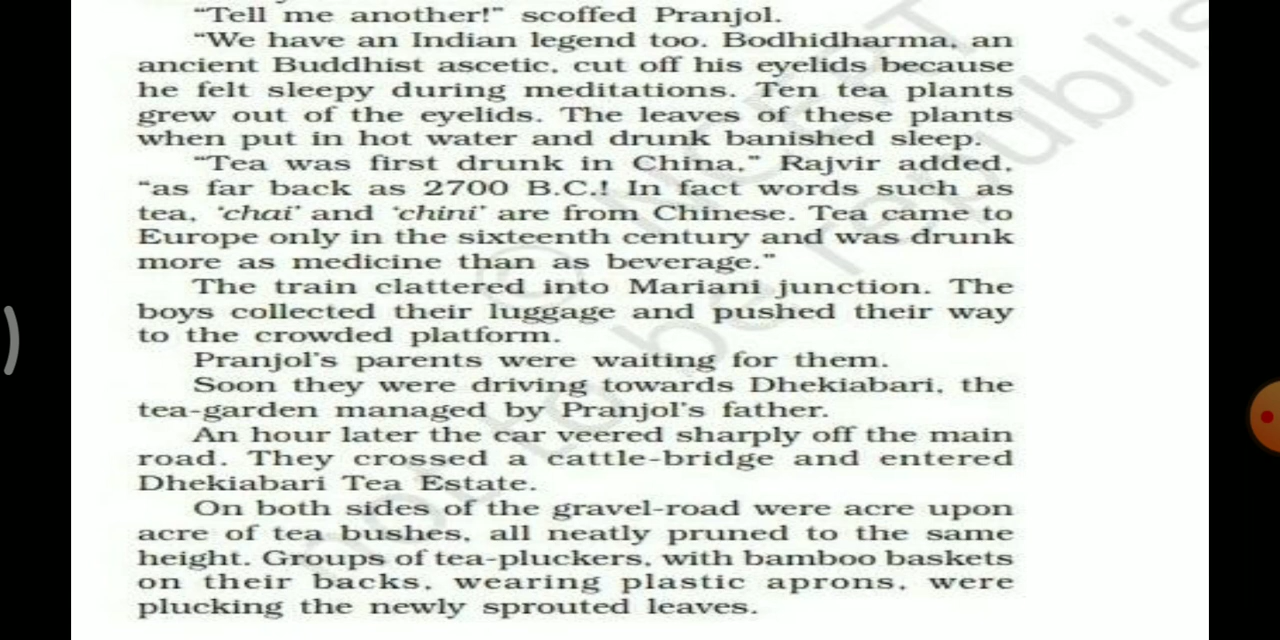 “Tell me another!” scoffed Pranjol.
“We have an Indian legend too. Bodhidharma, an
ancient Buddhist ascetic, cut off his eyelids because
he felt sleepy during meditations. Ten tea plants
grew out of the eyelids. The leaves of these plants
when put in hot water and drunk banished sleep.
“Tea was first drunk in China,” Rajvir added,
“as far back as 2700 B.C.! In fact words such as
tea, ‘chai’ and ‘chini’ are from Chinese. Tea came to
Europe only in the sixteenth century and was drunk
more as medicine than as beverage.”
The train clattered into Mariani junction. The
boys collected their luggage and pushed their way
to the crowded platform.
Pranjol’s parents were waiting for them.
Soon they were driving towards Dhekiabari, the
tea-garden managed by Pranjol’s father.
An hour later the car veered sharply off the main
road. They crossed a cattle-bridge and entered
Dhekiabari Tea Estate.
On both sides of the gravel-road were acre upon
acre of tea bushes, all neatly pruned to the same
height. Groups of tea-pluckers, with bamboo baskets
on their backs, wearing plastic aprons, were
plucking the newly sprouted leaves.
© NCERT
not to be republis